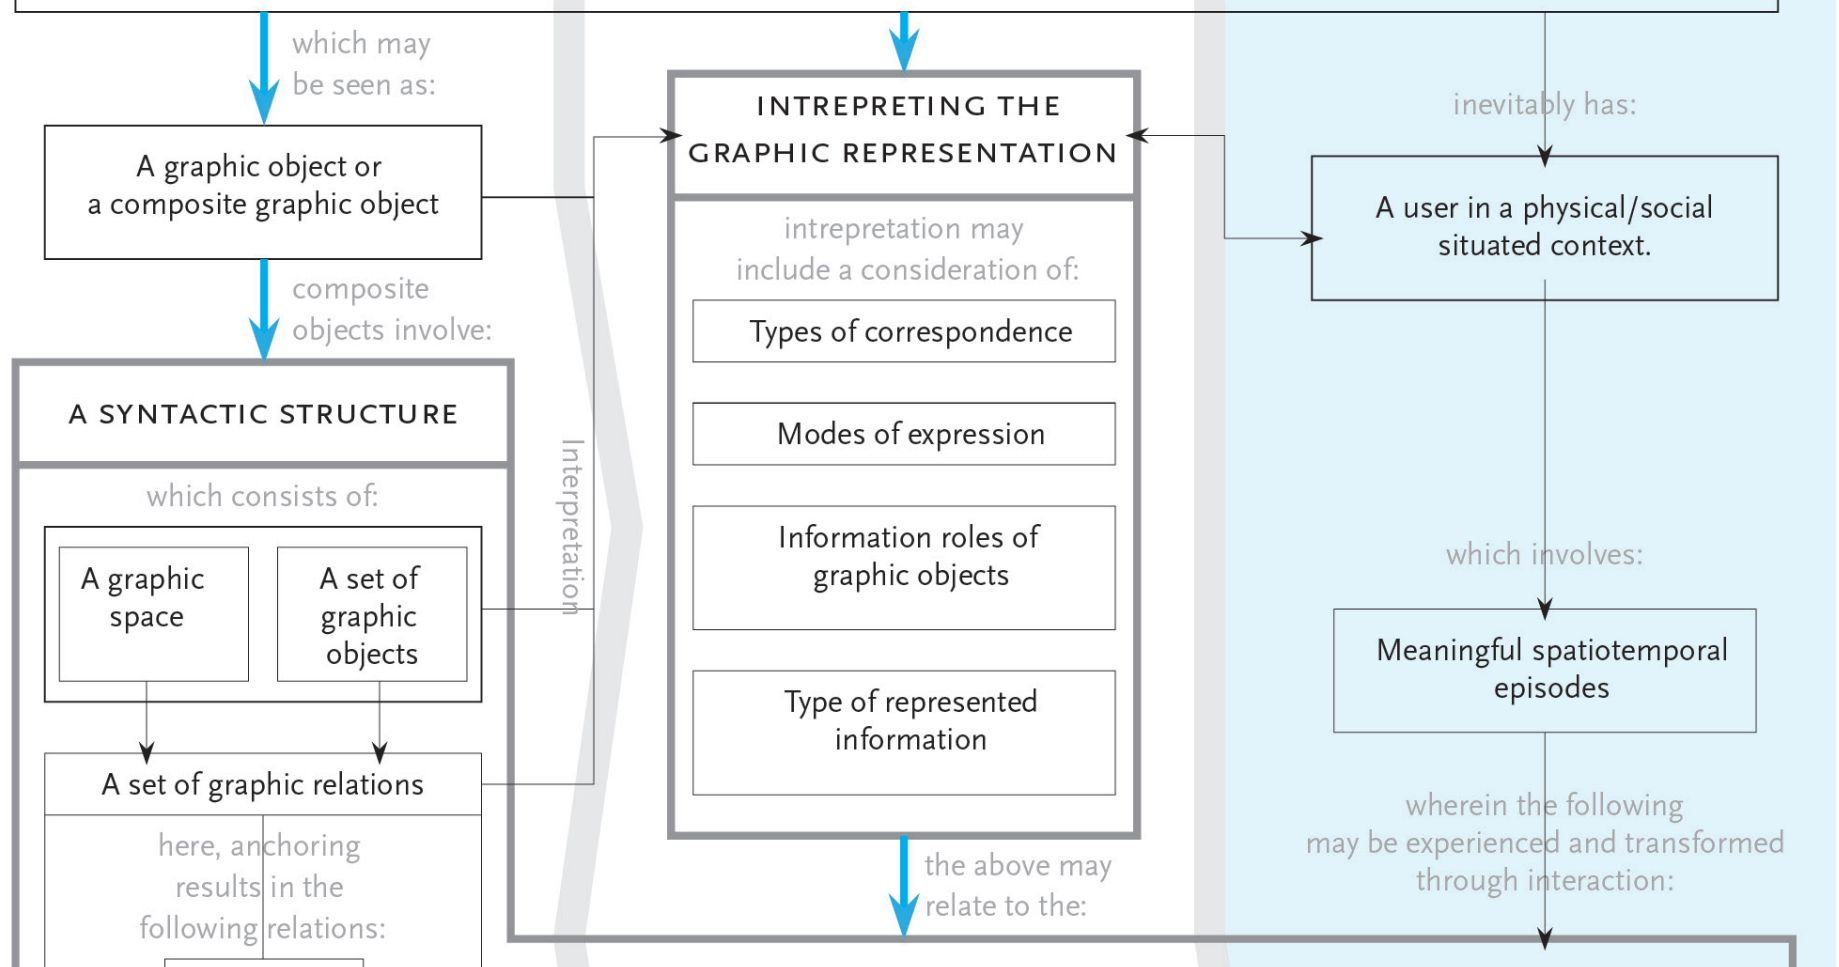 which may
be seen as:
A graphic object or
a composite graphic object
composite
objects involve:
A SYNTACTIC STRUCTURE
which consists of:
A graphic
space
A set of
graphic
objects
A set of graphic relations
here, anchoring
results in the
following relations:
Interpretation
INTREPRETING THE
GRAPHIC REPRESENTATION
intrepretation may
include a consideration of:
Types of correspondence
Modes of expression
Information roles of
graphic objects
Type of represented
information
the above may
relate to the:
inevitably has:
A user in a physical/social
situated context.
which involves:
Meaningful spatiotemporal
episodes
wherein the following
may be experienced and transformed
through interaction: